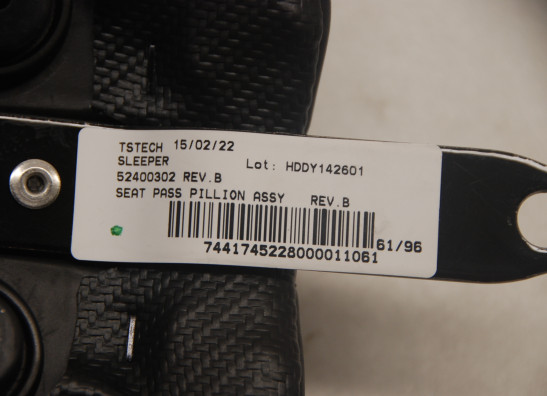 TSTECH 15/02/22
SLEEPER Lot: HDDY142601
52400302 REV.B
SEAT PASS PILLION ASSY REV.B
61/96
7441745228000011061